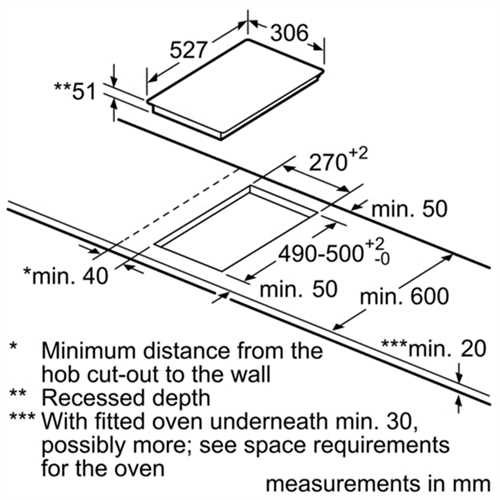 306
527
**51
270+2
min. 50
490-500+2-0
*min. 40
min. 50
min. 600
***min. 20
* Minimum distance from the
hob cut-out to the wall
** Recessed depth
*** With fitted oven underneath min. 30,
possibly more; see space requirements
for the oven
measurements in mm